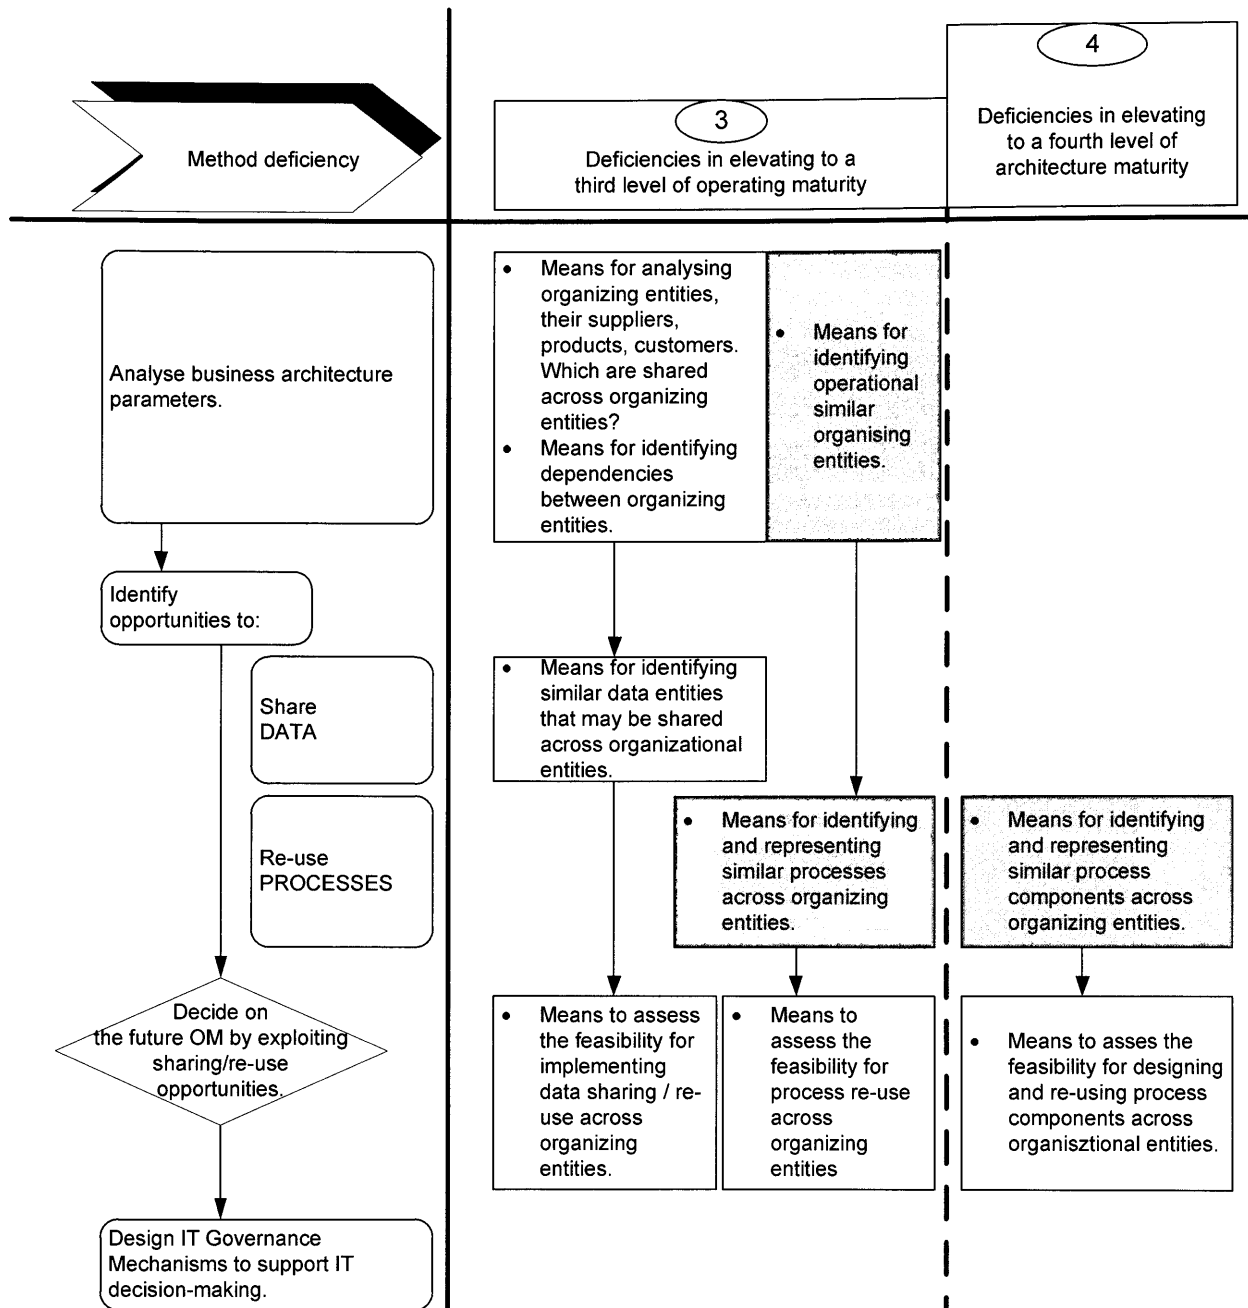 4
Deficiencies in elevating
to a fourth level of
architecture maturity
3
Deficiencies in elevating to a
third level of operating maturity
Method deficiency
Analyse business architecture
parameters.
• Means for analysing
organizing entities,
their suppliers,
products, customers.
Which are shared
across organizing
entities?
• Means for identifying
dependencies
between organizing
entities.
• Means for
identifying
operational
similar
organising
entities.
Identify
opportunities to:
Share
DATA
• Means for identifying
similar data entities
that may be shared
across organizational
entities.
Re-use
PROCESSES
• Means for identifying
and representing
similar processes
across organizing
entities.
• Means for identifying
and representing
similar process
components across
organizing entities.
Decide on
the future OM by exploiting
sharing/re-use
opportunities.
• Means to assess
the feasibility for
implementing
data sharing / re-
use across
organizing
entities.
• Means to
assess the
feasibility for
process re-use
across
organizing
entities
• Means to asses the
feasibility for designing
and re-using process
components across
organisztional entities.
Design IT Governance
Mechanisms to support IT
decision-making.